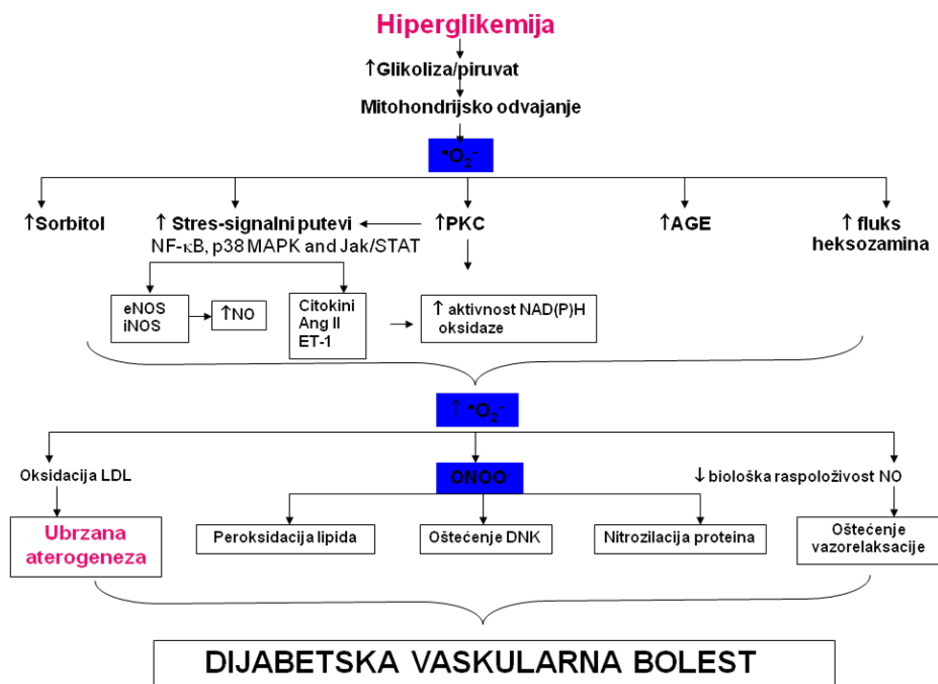 Hiperglikemija
↑Glikoliza/piruvat
Mitohondrijsko odvajanje
•O₂⁻
↑Sorbitol
↑ Stres-signalni putevi
NF-κB, p38 MAPK and Jak/STAT
↑PKC
↑AGE
↑ fluks
heksozamina
eNOS
iNOS
↑NO
Citokini
Ang II
ET-1
↑ aktivnost NAD(P)H
oksidaze
↑ •O₂⁻
Oksidacija LDL
ONOO
↓ biološka raspoloživost NO
Ubrzana
aterogeneza
Peroksidacija lipida
Oštećenje DNK
Nitrozilacija proteina
Oštećenje
vazorelaksacije
DIJABETSKA VASKULARNA BOLEST